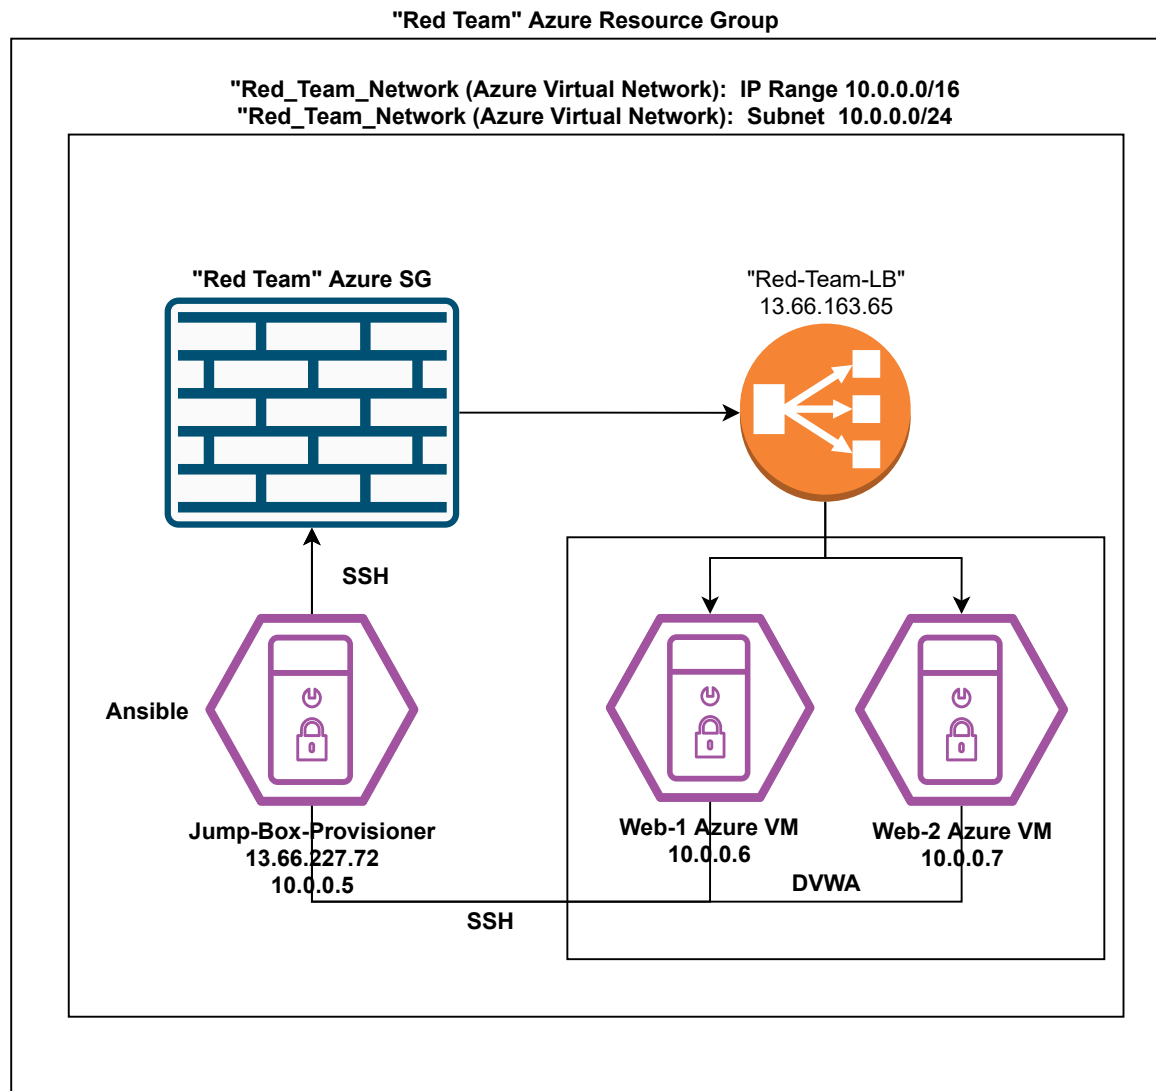 "Red Team" Azure Resource Group
"Red_Team_Network (Azure Virtual Network):  IP Range 10.0.0.0/16
"Red_Team_Network (Azure Virtual Network):  Subnet  10.0.0.0/24
"Red Team" Azure SG
"Red-Team-LB"
13.66.163.65
SSH
Ansible
Jump-Box-Provisioner
13.66.227.72
10.0.0.5
Web-1 Azure VM
10.0.0.6
Web-2 Azure VM
10.0.0.7
DVWA
SSH